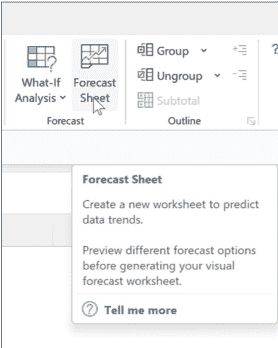 What-If
Analysis
Forecast
Sheet
Group
Ungroup
Subtotal
Forecast
Outline
?
Forecast Sheet
Create a new worksheet to predict
data trends.
Preview different forecast options
before generating your visual
forecast worksheet.
? Tell me more